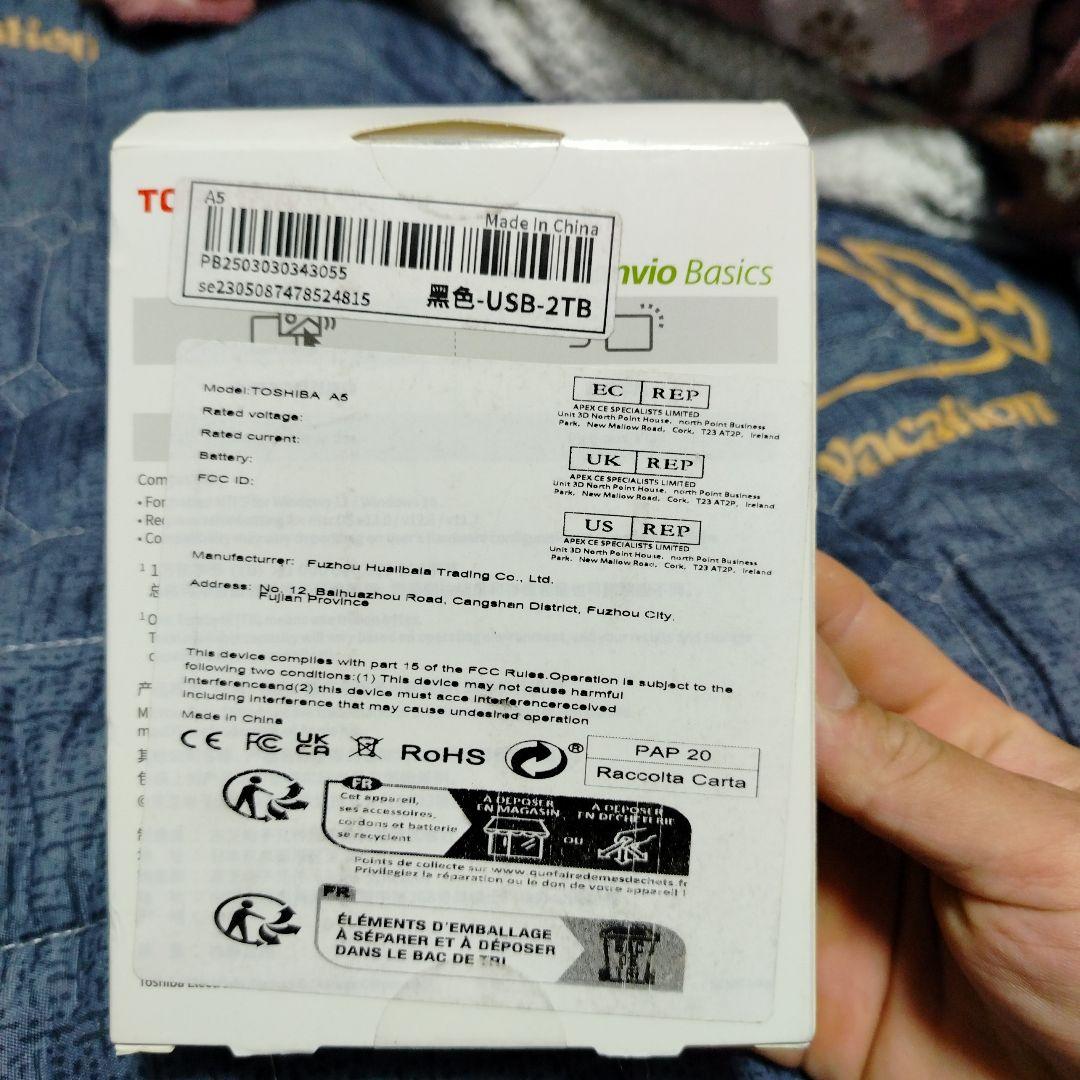 A5
Made In China
PB2503030343055
se2305087478524815
黑色-USB-2TB
TO
nvio Basics
Model:TOSHIBA A5
Rated voltage:
Rated current:
Battery:
FCC ID:
EC REP
APEX CE SPECIALISTS LIMITED
Unit 3D North Point House, north Point Business
Park, New Mallow Road, Cork, T23 AT2P, Ireland
UK REP
APEX CE SPECIALISTS LIMITED
Unit 3D North Point House, north Point Business
Park, New Mallow Road, Cork, T23 AT2P, Ireland
US REP
APEX CE SPECIALISTS LIMITED
Unit 3D North Point House, north Point Business
Park, New Mallow Road, Cork, T23 AT2P, Ireland
Manufacturrer: Fuzhou Hualibala Trading Co., Ltd.
Address: No. 12, Baihuazhou Road, Cangshan District, Fuzhou City,
Fujian Province
This device complies with part 15 of the FCC Rules.Operation is subject to the
following two conditions:(1) This device may not cause harmful
interferenceand(2) this device must acce interferencereceived
including interference that may cause undesired operation
Made in China
CE FC UK CA RoHS ®
PAP 20
Raccolta Carta
FR
Cet appareil,
ses accessoires,
cordons et batterie
se recyclent
À DÉPOSER
EN MAGASIN
OU
À DÉPOSER
EN DÉCHÈTERIE
Points de collecte sur www.quefairedemesdechets.fr
Privilégiez la réparation ou le don de votre appareil !
FR
ÉLÉMENTS D'EMBALLAGE
À SÉPARER ET À DÉPOSER
DANS LE BAC DE TRI
vacation